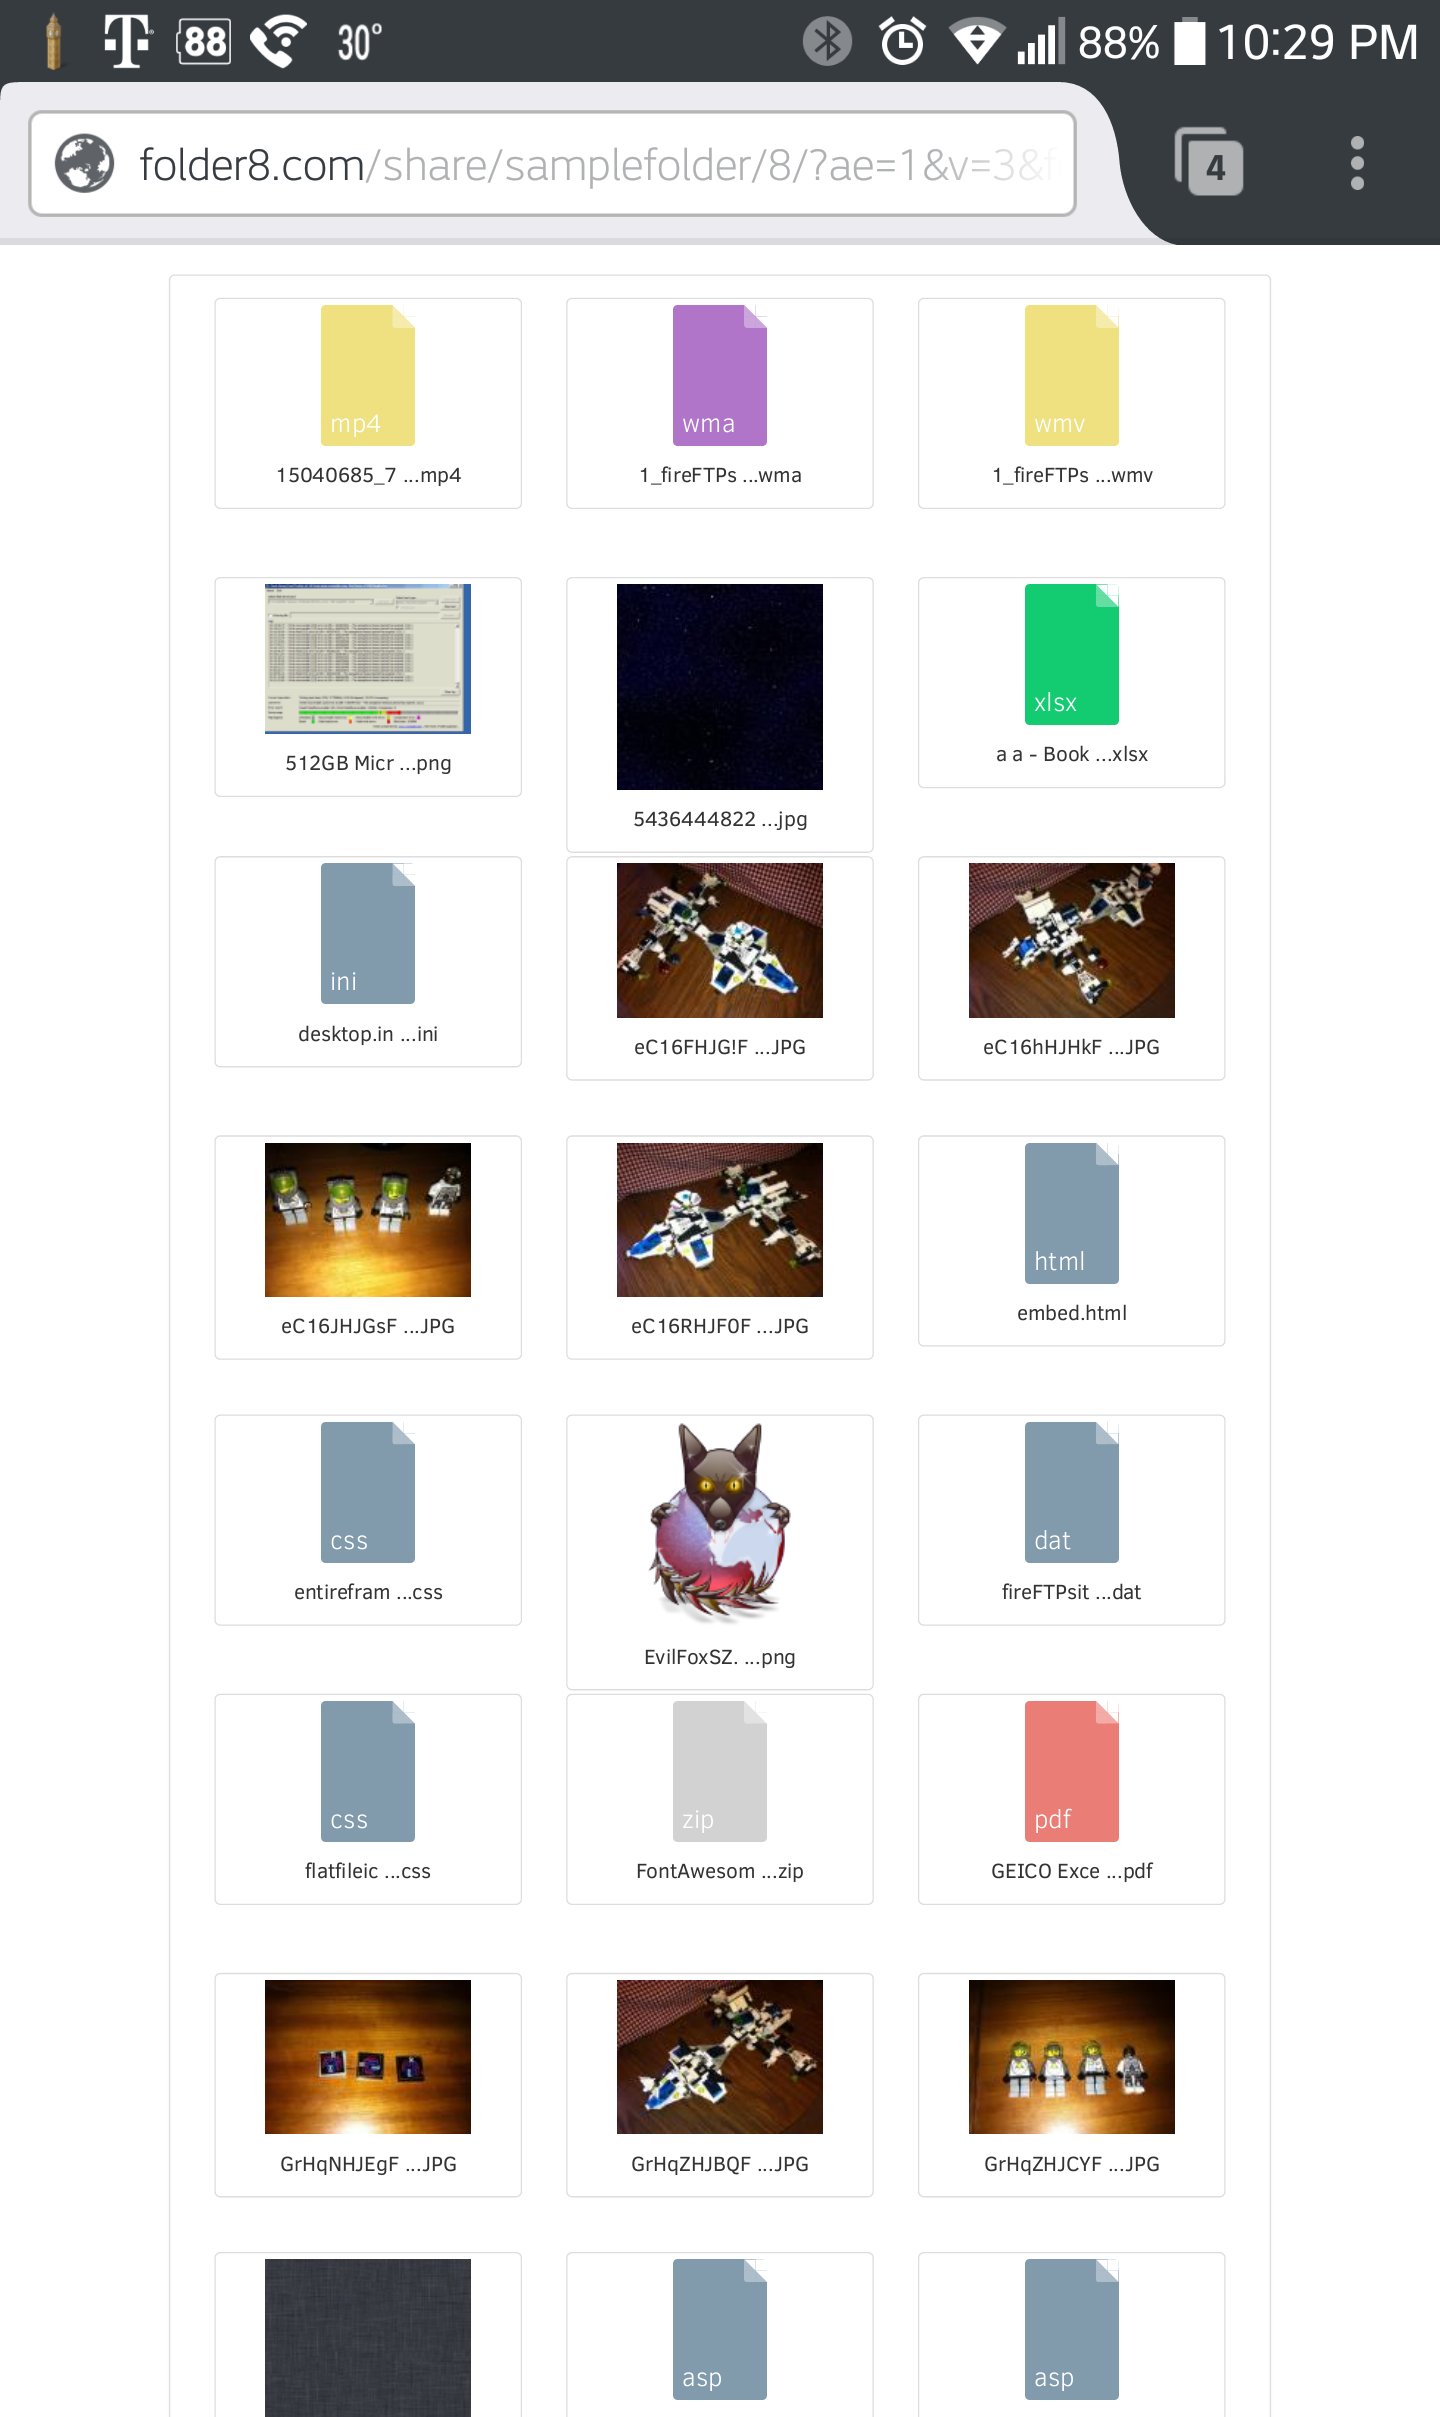 T 88 30° 88% 10:29 PM
folder8.com/share/samplefolder/8/?ae=1&v=3&f
4
mp4 wma wmv
15040685_7 ...mp4 1_fireFTPs ...wma 1_fireFTPs ...wmv
xlsx
512GB Micr ...png 5436444822 ...jpg a a - Book ...xlsx
ini
desktop.in ...ini eC16FHJG!F ...JPG eC16hHJHkF ...JPG
html
eC16JHJGsF ...JPG eC16RHJF0F ...JPG embed.html
css dat
entirefram ...css EvilFoxSZ. ...png fireFTPsit ...dat
css zip pdf
flatfileic ...css FontAwesom ...zip GEICO Exce ...pdf
GrHqNHJEgF ...JPG GrHqZHJBQF ...JPG GrHqZHJCYF ...JPG
asp asp